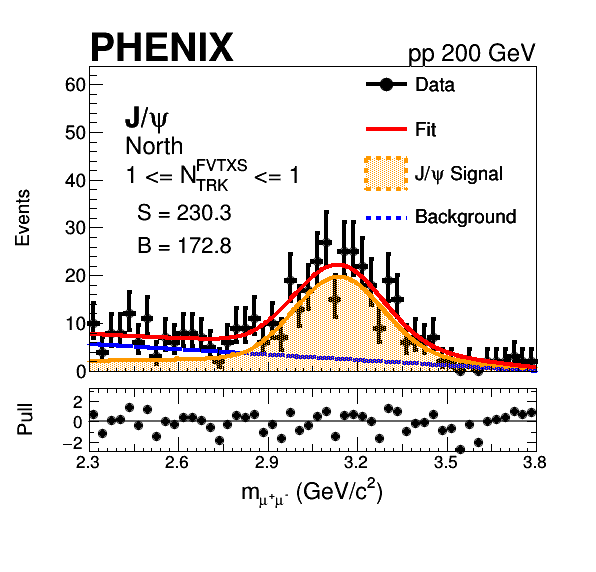 PHENIX pp 200 GeV
60
50
40
30
20
10
0
Events
J/ψ
North
1 <= N^FVTXS_TRK <= 1
S = 230.3
B = 172.8
Data
Fit
J/ψ Signal
Background
2
0
−2
Pull
2.3 2.6 2.9 3.2 3.5 3.8
m_μ⁺μ⁻ (GeV/c²)